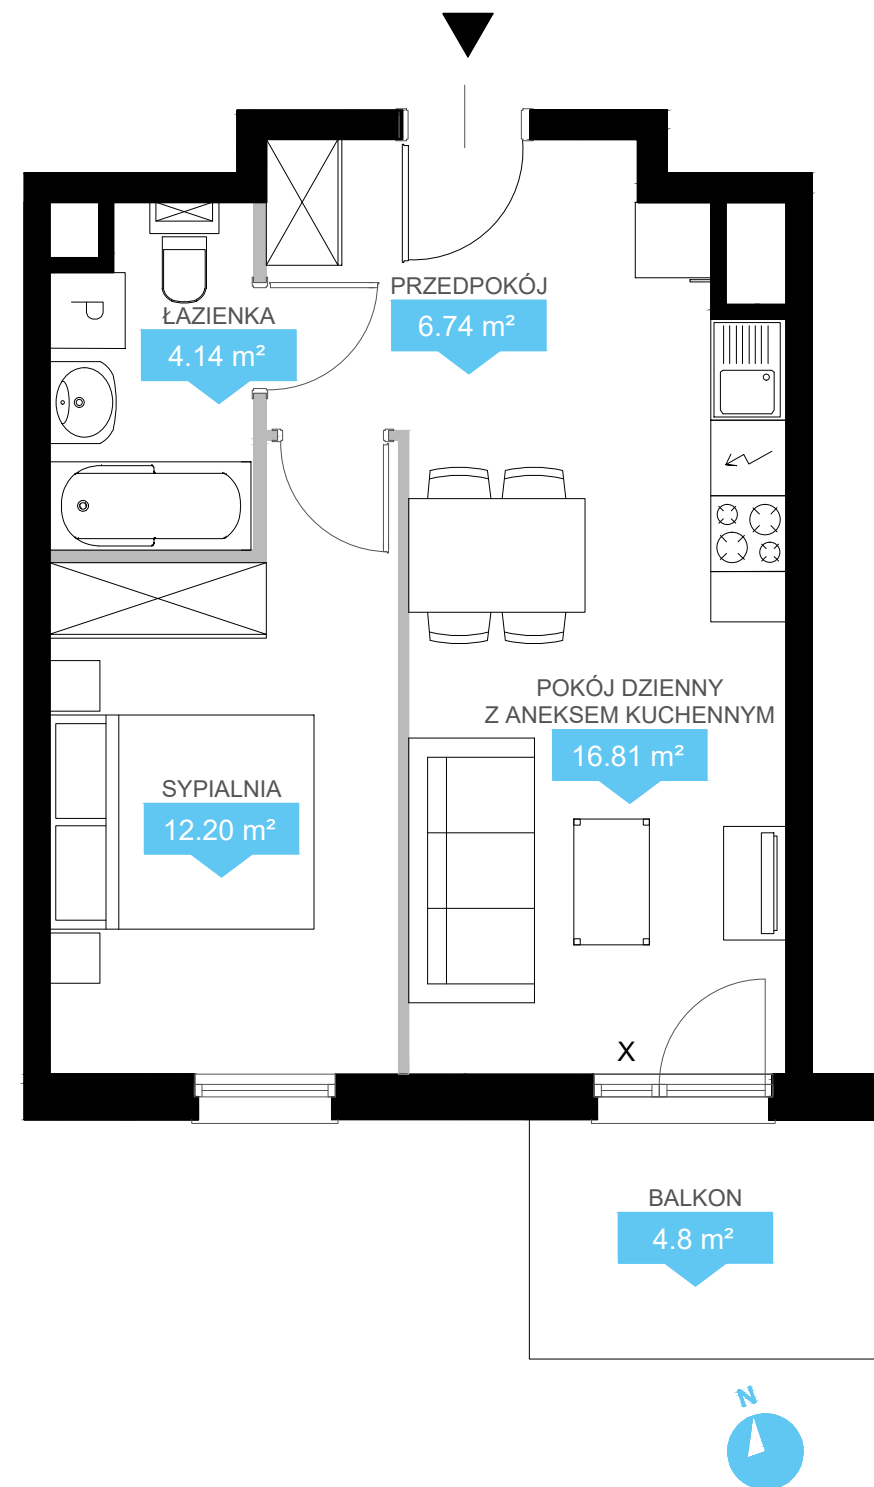 PRZEDPOKÓJ
6.74 m²
ŁAZIENKA
4.14 m²
P
POKÓJ DZIENNY
Z ANEKSEM KUCHENNYM
16.81 m²
SYPIALNIA
12.20 m²
X
BALKON
4.8 m²
N